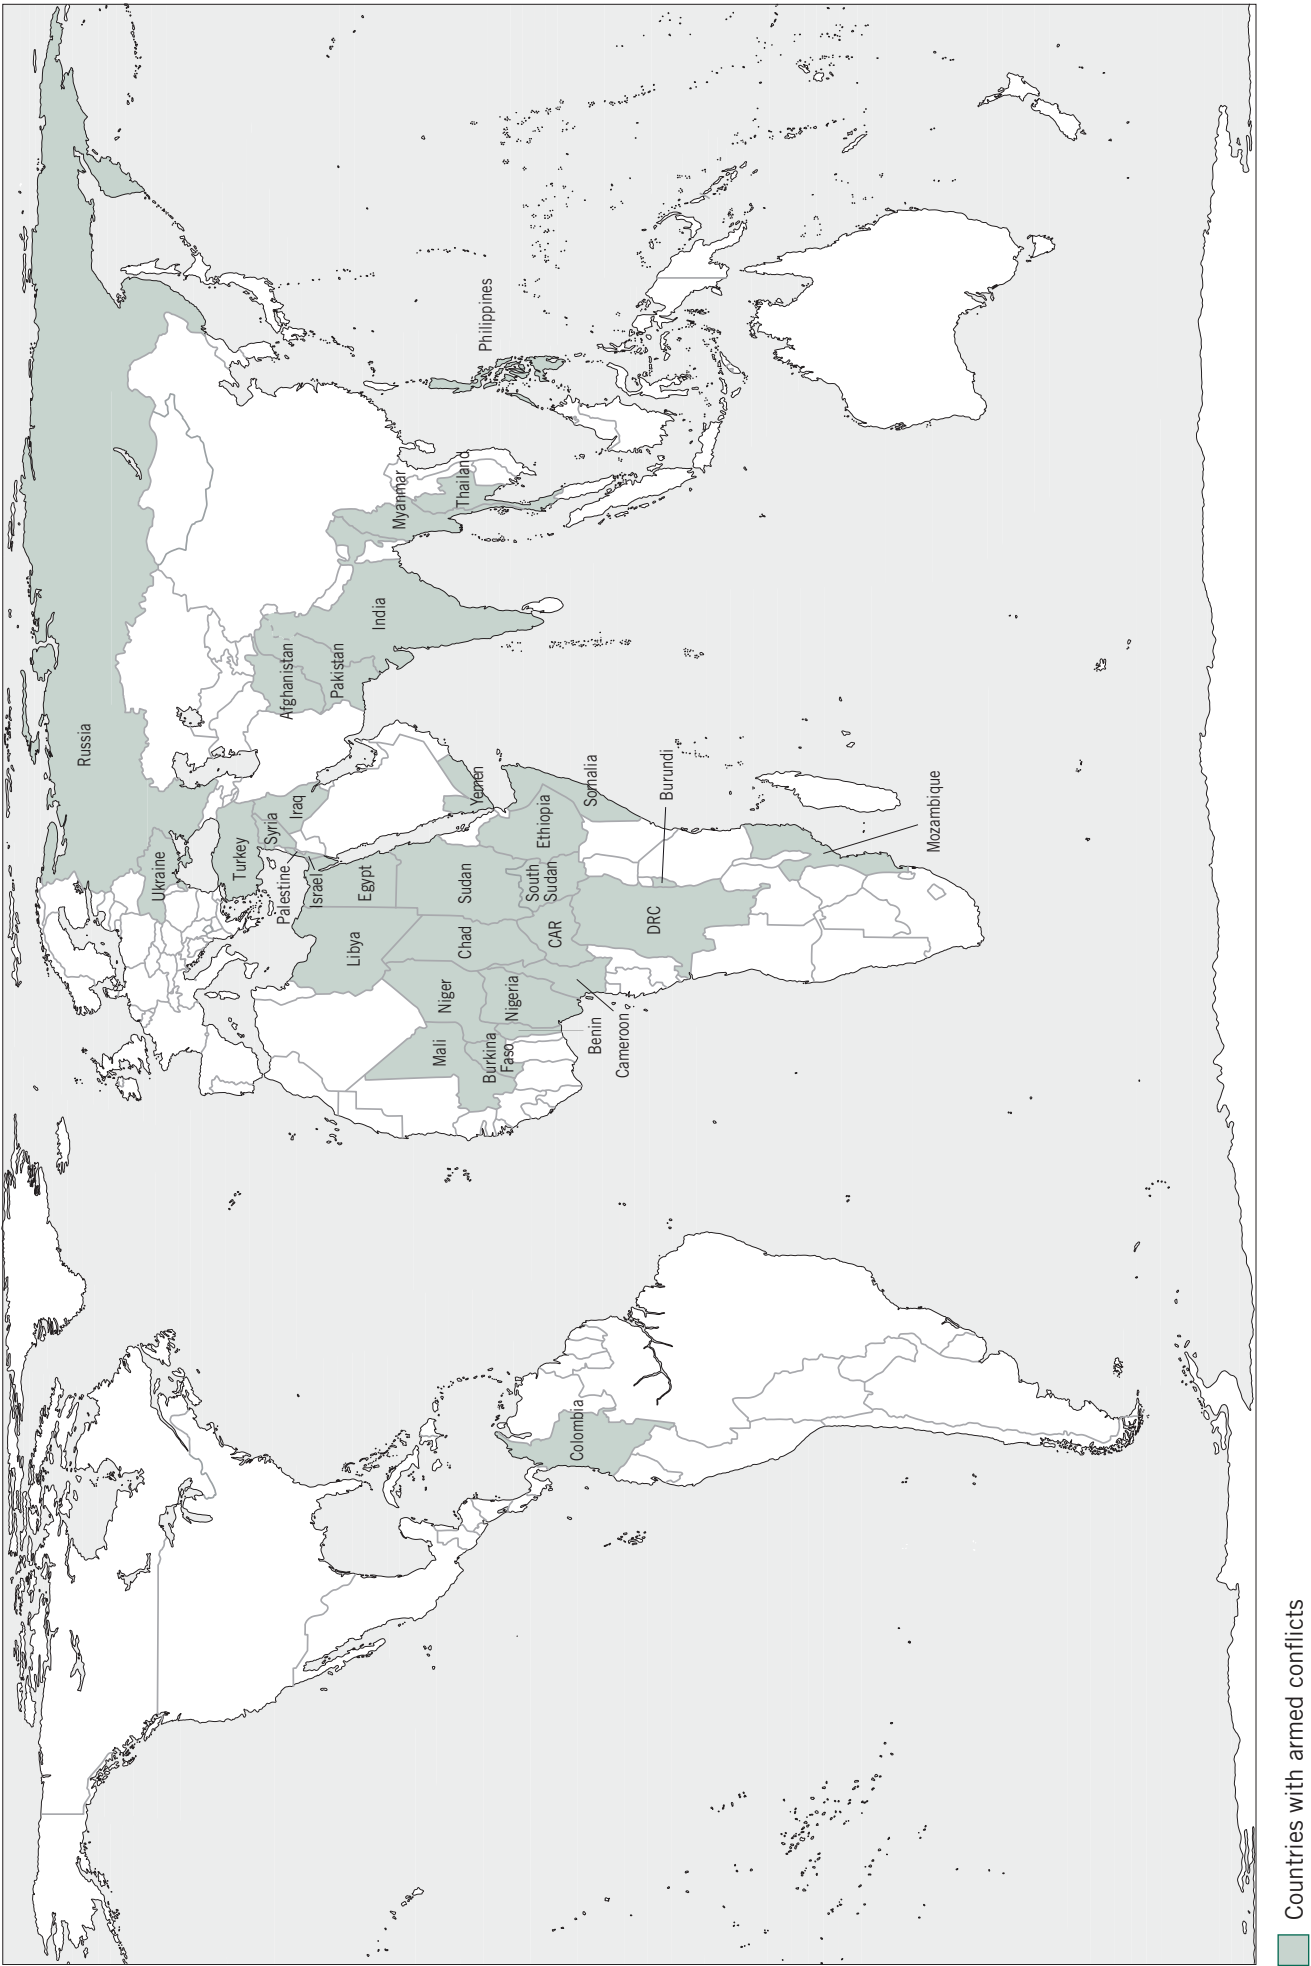 Russia
Ukraine
Turkey
Syria
Iraq
Palestine
Israel
Afghanistan
Pakistan
India
Myanmar
Thailand
Philippines
Libya
Egypt
Yemen
Mali
Niger
Chad
Sudan
Burkina
Faso
Nigeria
CAR
South
Sudan
Ethiopia
Somalia
Benin
Cameroon
DRC
Burundi
Mozambique
Colombia
Countries with armed conflicts